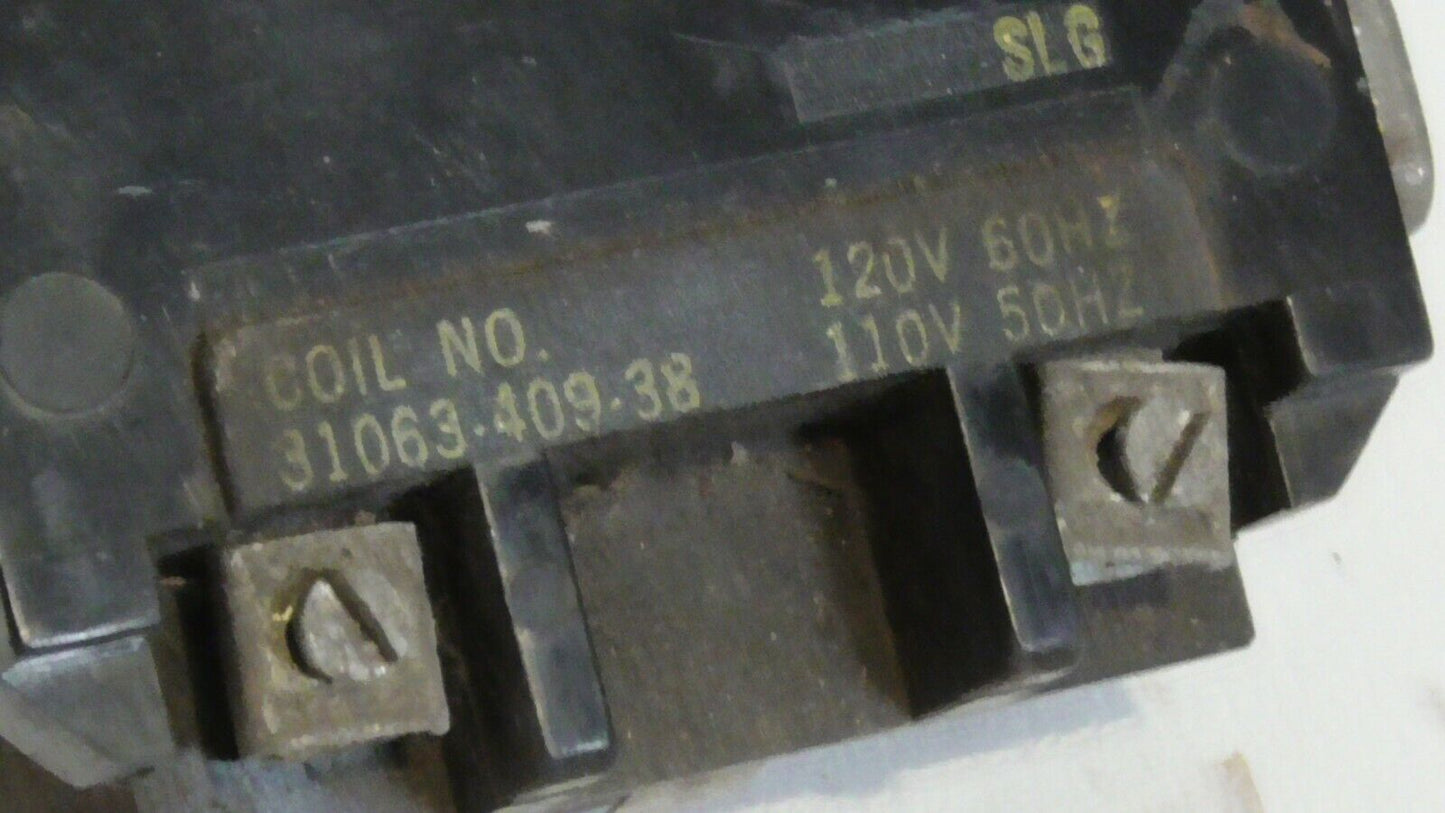 SLG
COIL NO.
31063-409-38
120V 60HZ
110V 50HZ